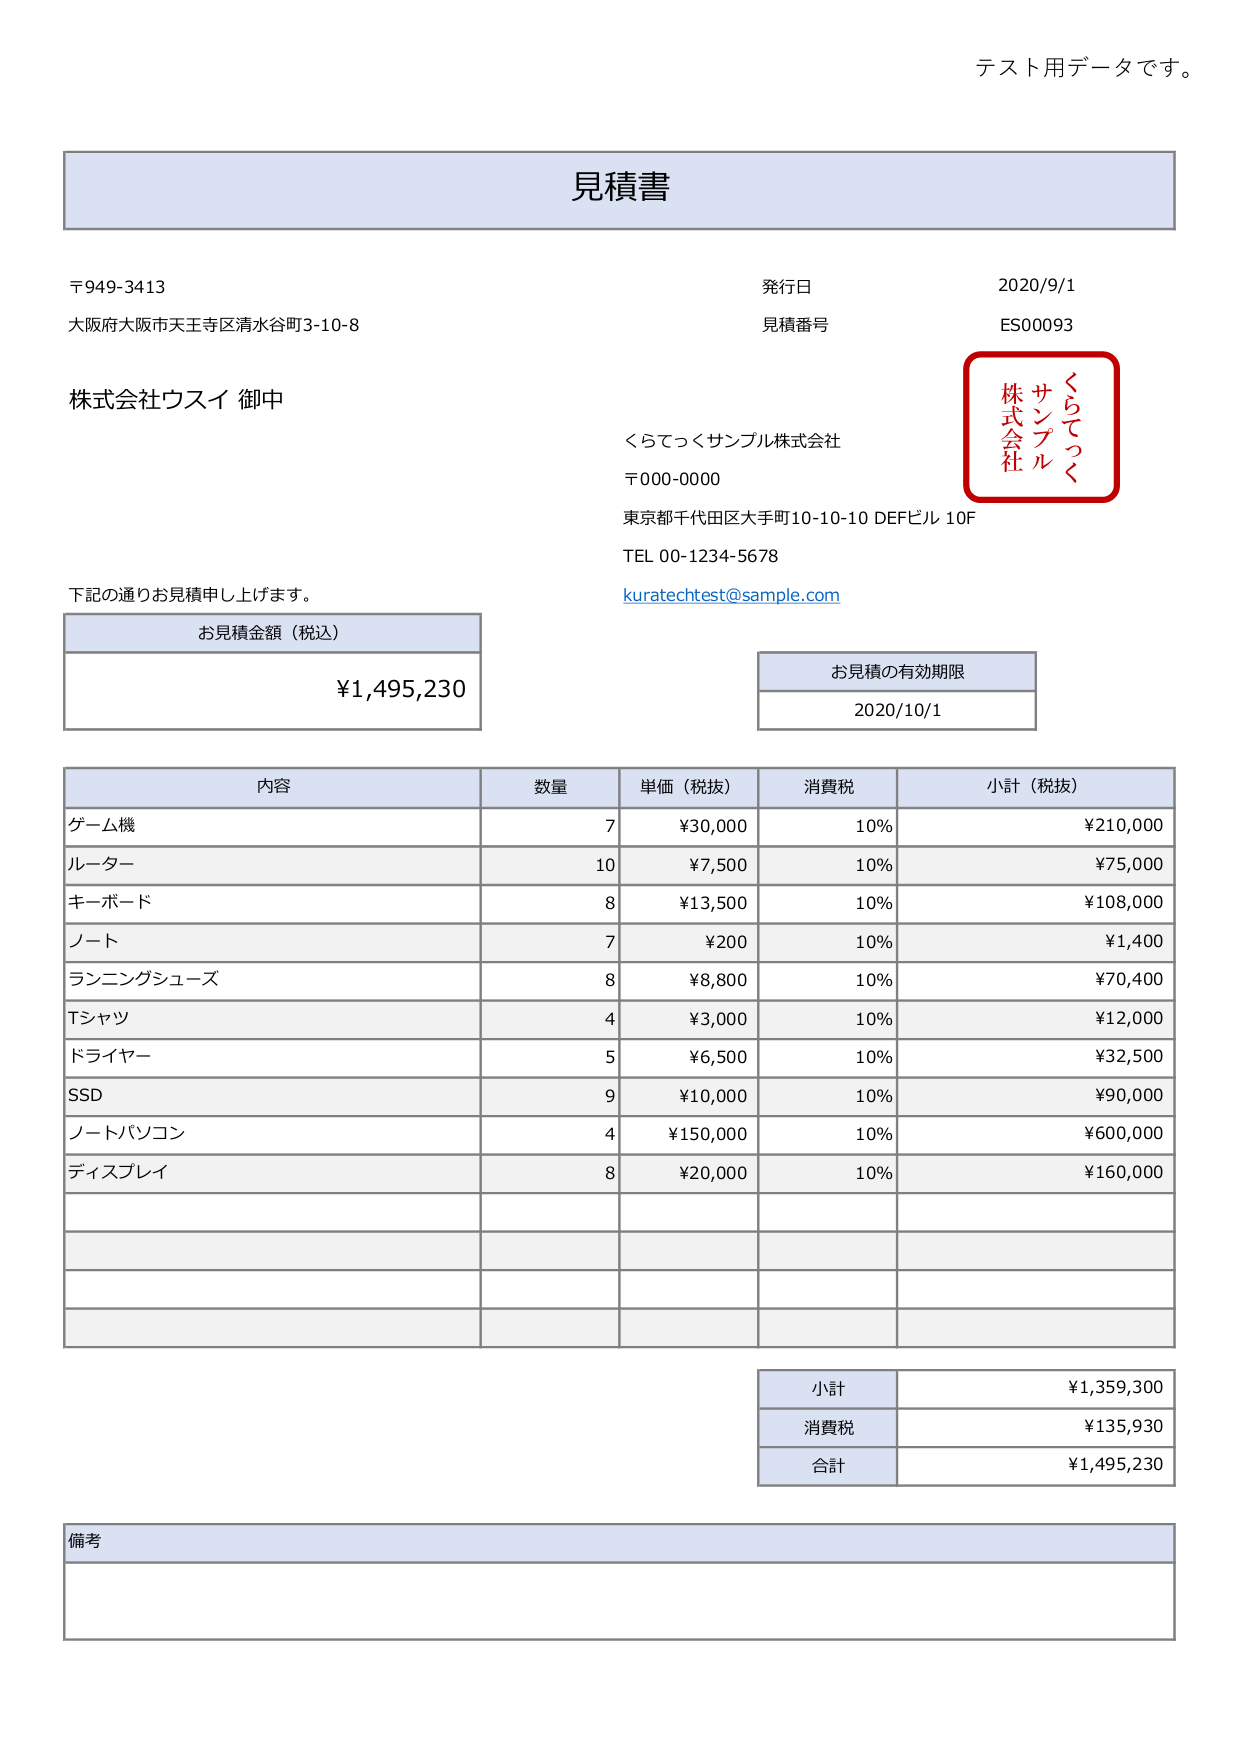 テスト用データです。
見積書
〒949-3413
大阪府大阪市天王寺区清水谷町3-10-8
発行日 2020/9/1
見積番号 ES00093
株式会社ウスイ 御中
くらてっく
サンプル
株式会社
くらてっくサンプル株式会社
〒000-0000
東京都千代田区大手町10-10-10 DEFビル 10F
TEL 00-1234-5678
kuratechtest@sample.com
下記の通りお見積申し上げます。
お見積金額（税込）
¥1,495,230
お見積の有効期限
2020/10/1
内容 数量 単価（税抜） 消費税 小計（税抜）
ゲーム機 7 ¥30,000 10% ¥210,000
ルーター 10 ¥7,500 10% ¥75,000
キーボード 8 ¥13,500 10% ¥108,000
ノート 7 ¥200 10% ¥1,400
ランニングシューズ 8 ¥8,800 10% ¥70,400
Tシャツ 4 ¥3,000 10% ¥12,000
ドライヤー 5 ¥6,500 10% ¥32,500
SSD 9 ¥10,000 10% ¥90,000
ノートパソコン 4 ¥150,000 10% ¥600,000
ディスプレイ 8 ¥20,000 10% ¥160,000
小計 ¥1,359,300
消費税 ¥135,930
合計 ¥1,495,230
備考